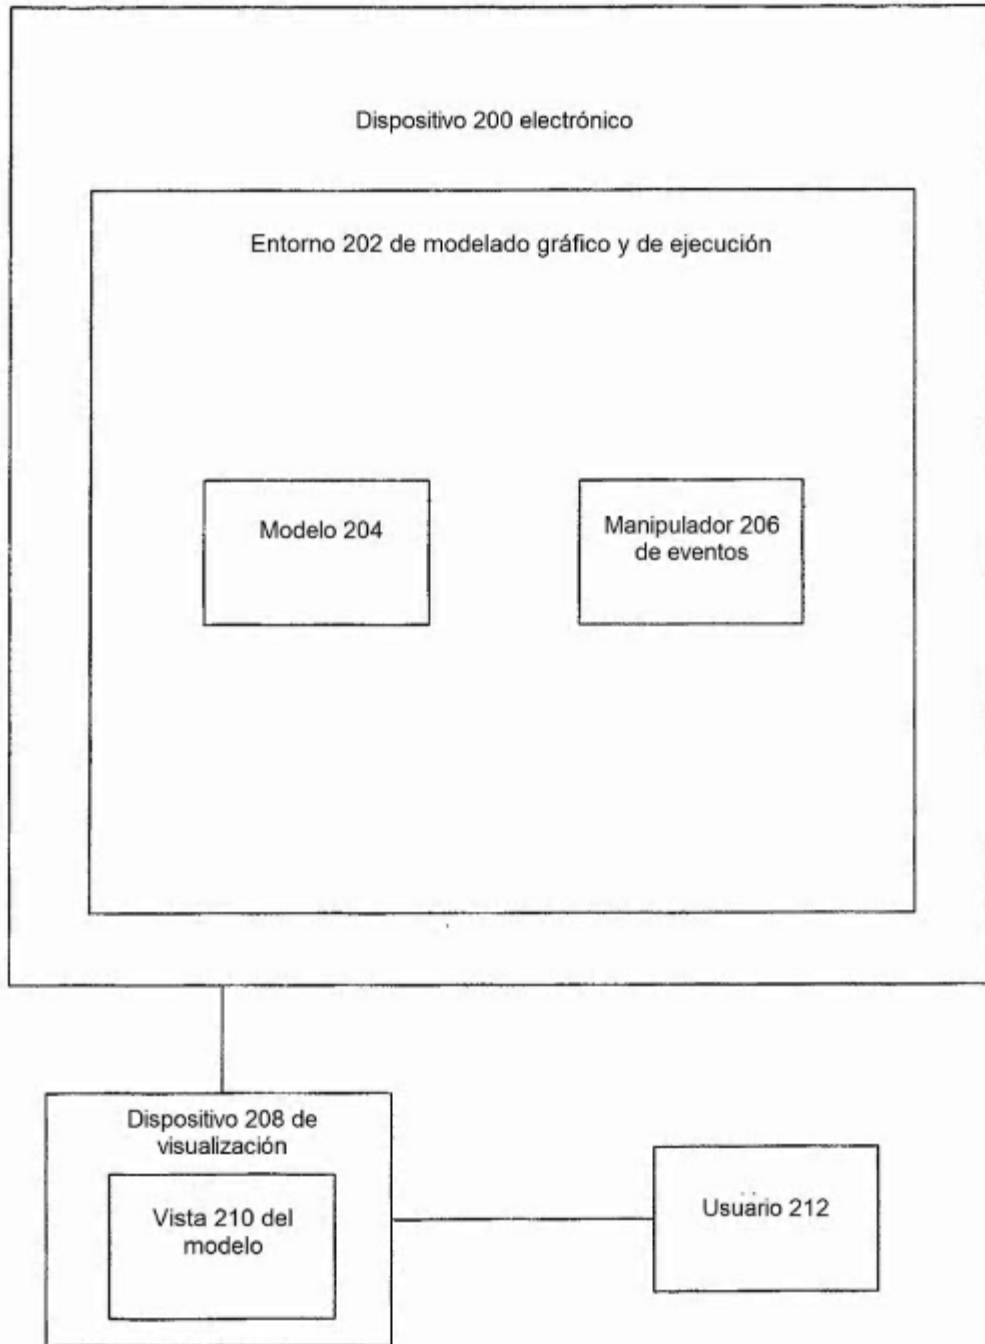 Dispositivo 200 electrónico
Entorno 202 de modelado gráfico y de ejecución
Modelo 204
Manipulador 206
de eventos
Dispositivo 208 de
visualización
Vista 210 del
modelo
Usuario 212